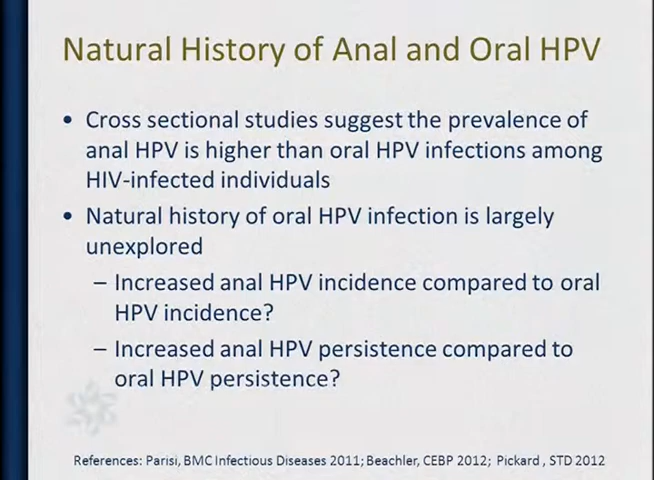 Natural History of Anal and Oral HPV
• Cross sectional studies suggest the prevalence of
anal HPV is higher than oral HPV infections among
HIV-infected individuals
• Natural history of oral HPV infection is largely
unexplored
– Increased anal HPV incidence compared to oral
HPV incidence?
– Increased anal HPV persistence compared to
oral HPV persistence?
References: Parisi, BMC Infectious Diseases 2011; Beachler, CEBP 2012; Pickard , STD 2012